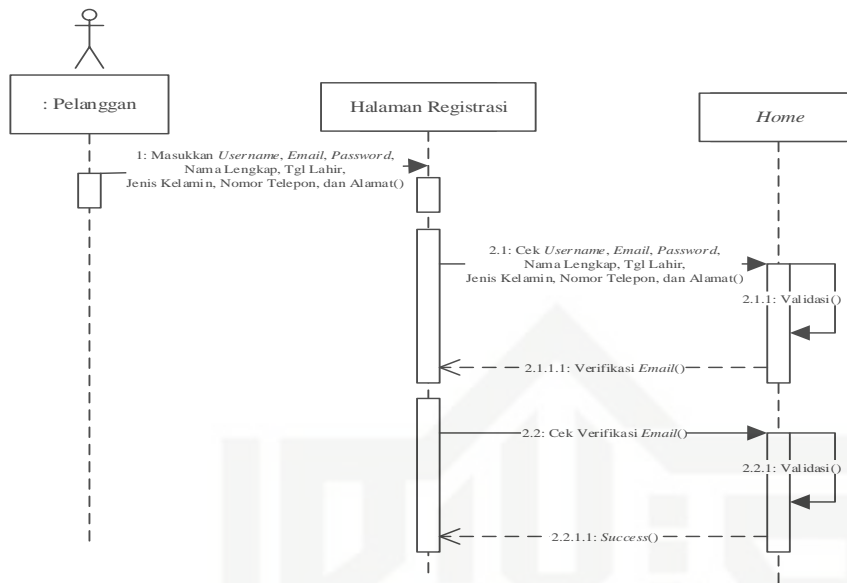 : Pelanggan
Halaman Registrasi
Home
1: Masukkan Username, Email, Password,
Nama Lengkap, Tgl Lahir,
Jenis Kelamin, Nomor Telepon, dan Alamat()
2.1: Cek Username, Email, Password,
Nama Lengkap, Tgl Lahir,
Jenis Kelamin, Nomor Telepon, dan Alamat()
2.1.1: Validasi()
2.1.1.1: Verifikasi Email()
2.2: Cek Verifikasi Email()
2.2.1: Validasi()
2.2.1.1: Success()